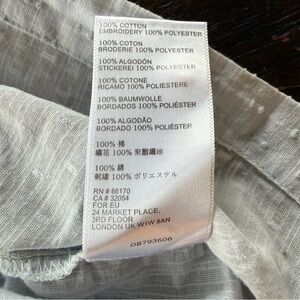 100% COTTON
EMBROIDERY 100% POLYESTER
100% COTON
BRODERIE 100% POLYESTER
100% ALGODÓN
STICKEREI 100% POLYESTER
100% COTONE
RICAMO 100% POLIESTERE
100% BAUMWOLLE
BORDADOS 100% POLIÉSTER
100% ALGODÃO
BORDADO 100% POLIÉSTER
100% 棉
繡花 100% 聚酯纖維
100% 綿
刺繍 100% ポリエステル
RN # 66170
CA # 32054
FOR EU
24 MARKET PLACE,
3RD FLOOR
LONDON UK W1W 8AN
OB793606